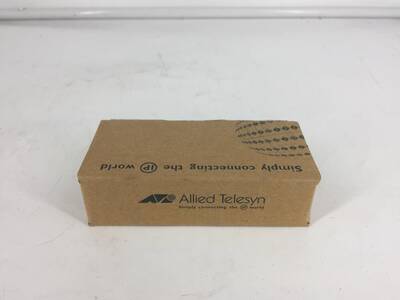 Simply connecting the IP world
Allied Telesyn
Simply connecting the IP world